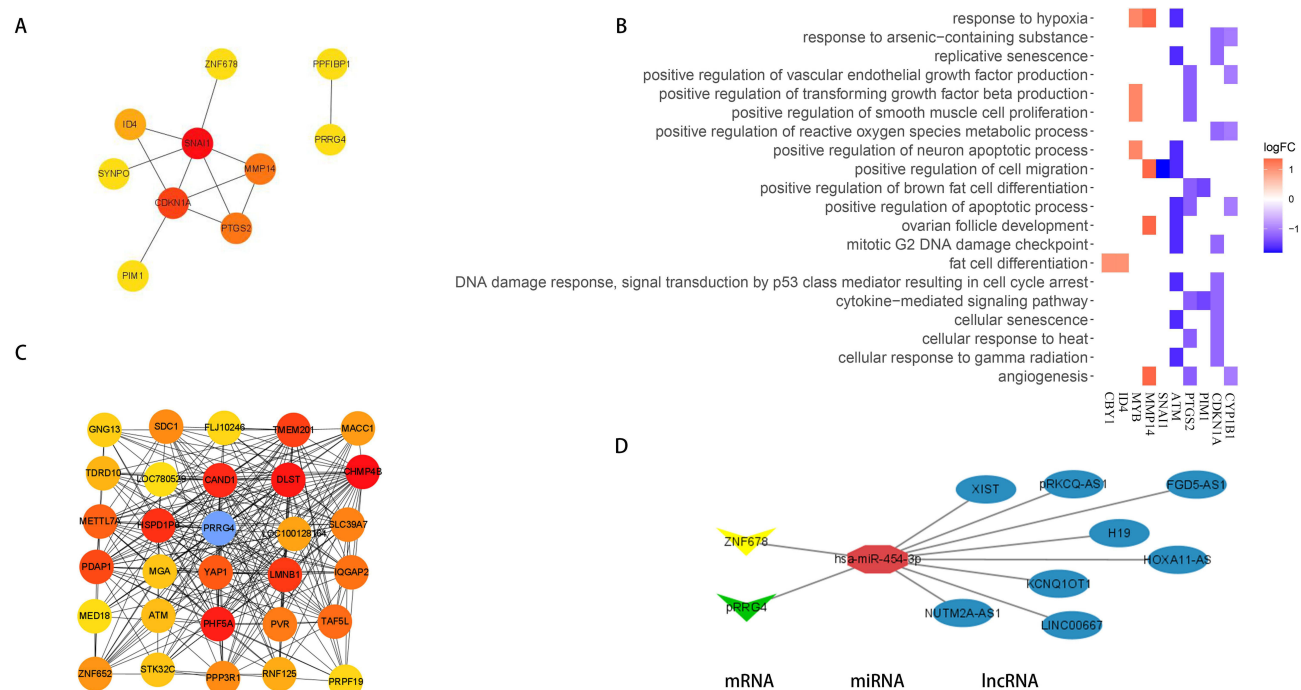 A
ZNF678
PPFIBP1
ID4
SNAI1
PRRG4
MMP14
SYNPO
CDKN1A
PTGS2
PIM1
B
response to hypoxia
response to arsenic-containing substance
replicative senescence
positive regulation of vascular endothelial growth factor production
positive regulation of transforming growth factor beta production
positive regulation of smooth muscle cell proliferation
positive regulation of reactive oxygen species metabolic process
positive regulation of neuron apoptotic process
positive regulation of cell migration
positive regulation of brown fat cell differentiation
positive regulation of apoptotic process
ovarian follicle development
mitotic G2 DNA damage checkpoint
fat cell differentiation
DNA damage response, signal transduction by p53 class mediator resulting in cell cycle arrest
cytokine-mediated signaling pathway
cellular senescence
cellular response to heat
cellular response to gamma radiation
angiogenesis
CBY1
ID4
MYB
MMP14
SNAI1
ATM
PTGS2
PIM1
CDKN1A
CYP1B1
logFC
1
0
-1
C
GNG13
SDC1
FLJ10246
TMEM201
MACC1
TDRD10
LOC780529
CAND1
DLST
CHMP4B
METTL7A
HSPD1P9
PRRG4
LOC100128164
SLC39A7
PDAP1
MGA
YAP1
LMNB1
IQGAP2
MED18
ATM
PHF5A
PVR
TAF5L
ZNF652
STK32C
PPP3R1
RNF125
PRPF19
D
XIST
pRKCQ-AS1
FGD5-AS1
ZNF678
H19
hsa-miR-454-3p
HOXA11-AS
KCNQ1OT1
pRRG4
NUTM2A-AS1
LINC00667
mRNA miRNA lncRNA